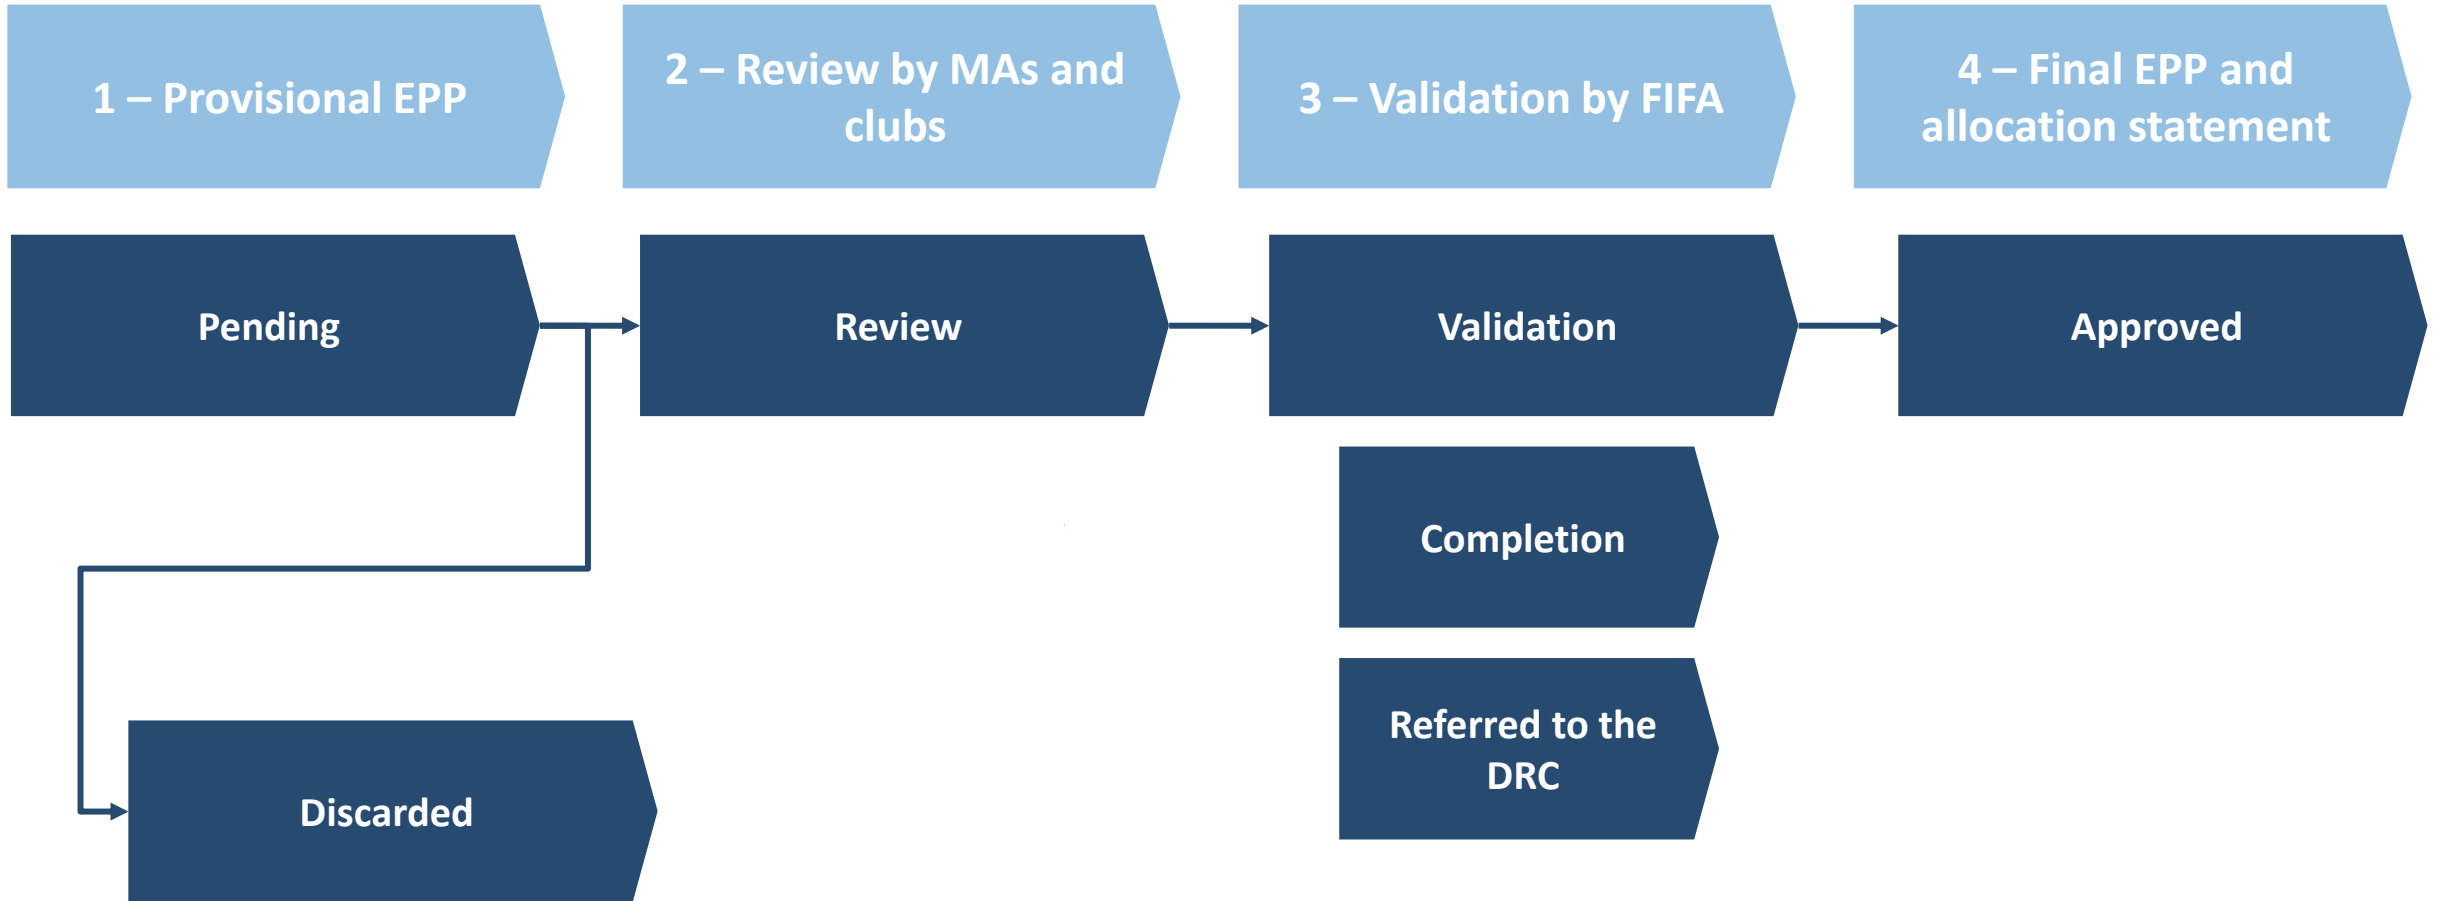 1 – Provisional EPP
2 – Review by MAs and
clubs
3 – Validation by FIFA
4 – Final EPP and
allocation statement
Pending
Review
Validation
Approved
Completion
Referred to the
DRC
Discarded